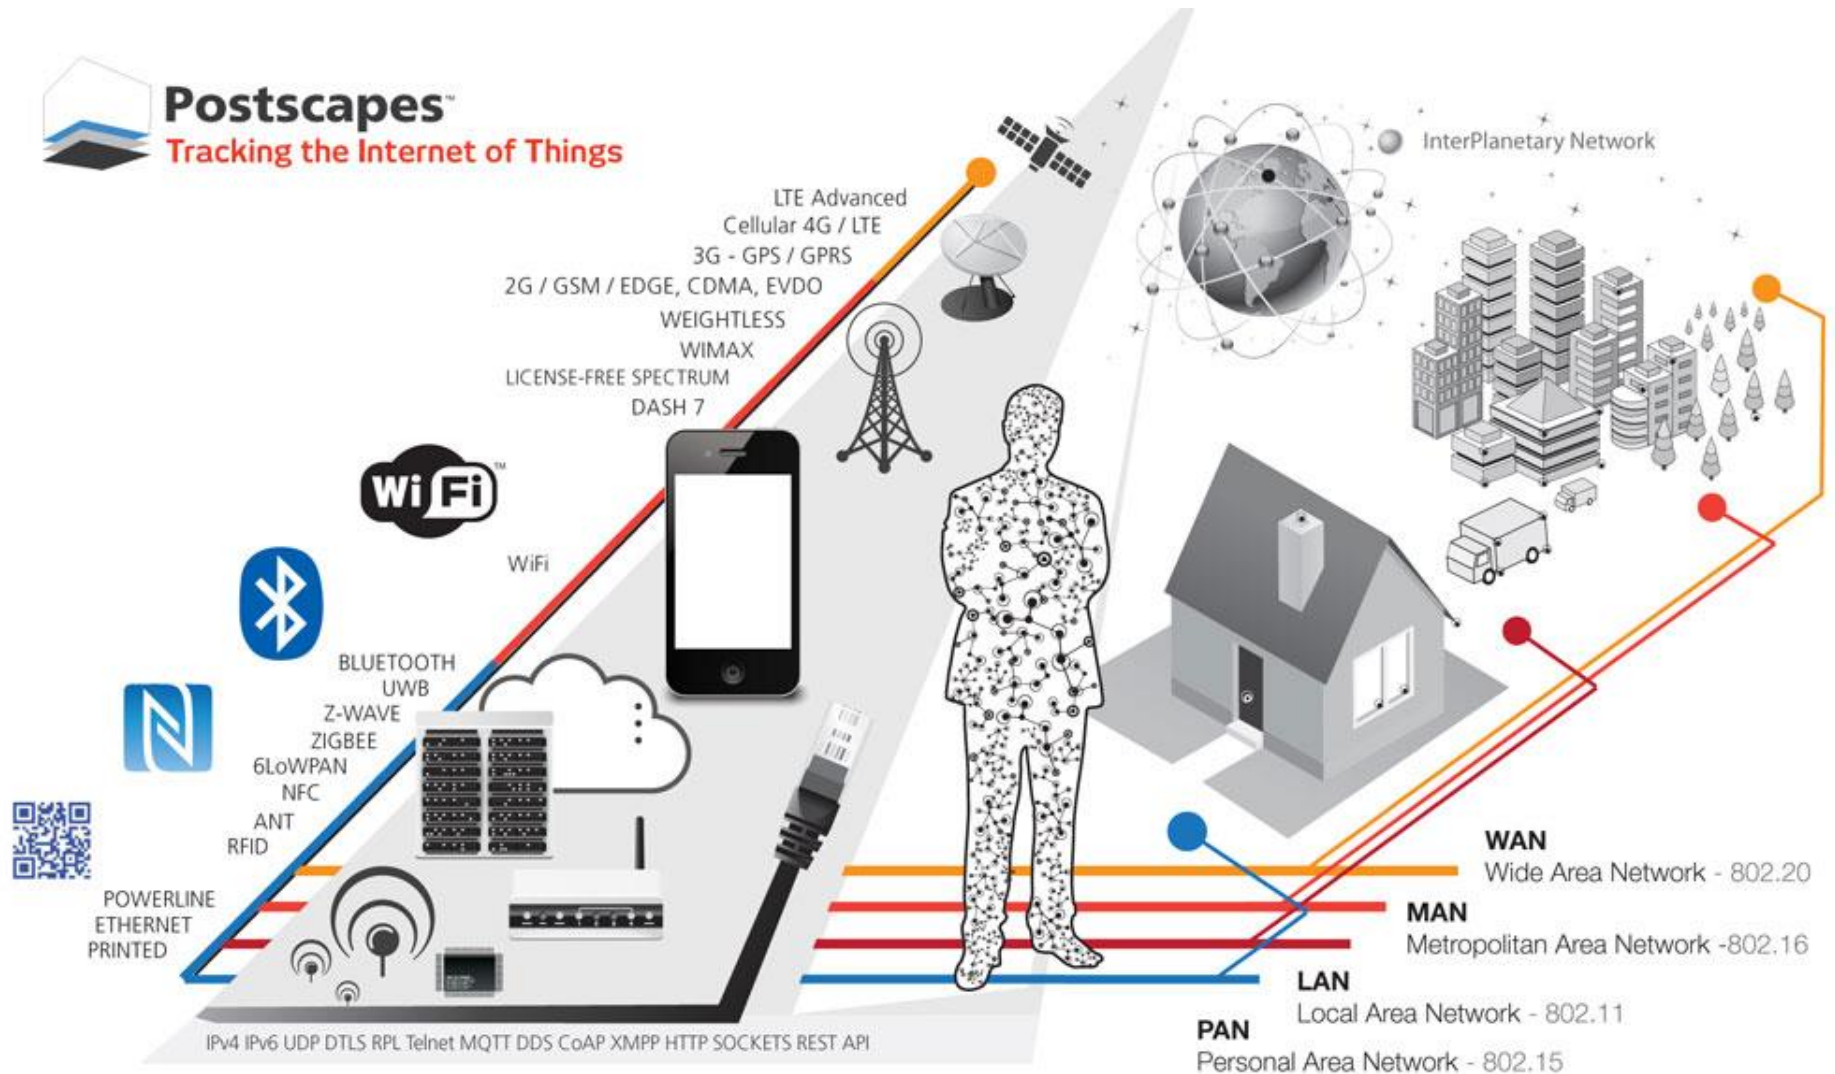 Postscapes™
Tracking the Internet of Things
InterPlanetary Network
LTE Advanced
Cellular 4G / LTE
3G - GPS / GPRS
2G / GSM / EDGE, CDMA, EVDO
WEIGHTLESS
WIMAX
LICENSE-FREE SPECTRUM
DASH 7
WiFi™
WiFi
BLUETOOTH
UWB
Z-WAVE
ZIGBEE
6LoWPAN
NFC
ANT
RFID
POWERLINE
ETHERNET
PRINTED
WAN
Wide Area Network - 802.20
MAN
Metropolitan Area Network -802.16
LAN
Local Area Network - 802.11
PAN
Personal Area Network - 802.15
IPv4 IPv6 UDP DTLS RPL Telnet MQTT DDS CoAP XMPP HTTP SOCKETS REST API